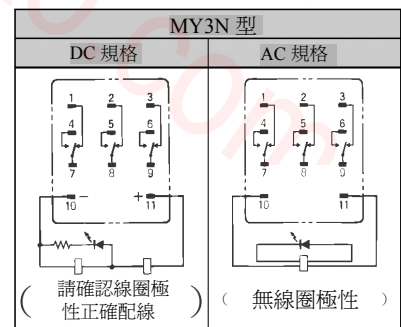 MY3N 型
DC 規格
AC 規格
1 2 3
4 5 6
7 8 9
10 − + 11
1 2 3
4 5 6
7 8 9
10 11
( 請確認線圈極
性正確配線 )
( 無線圈極性 )